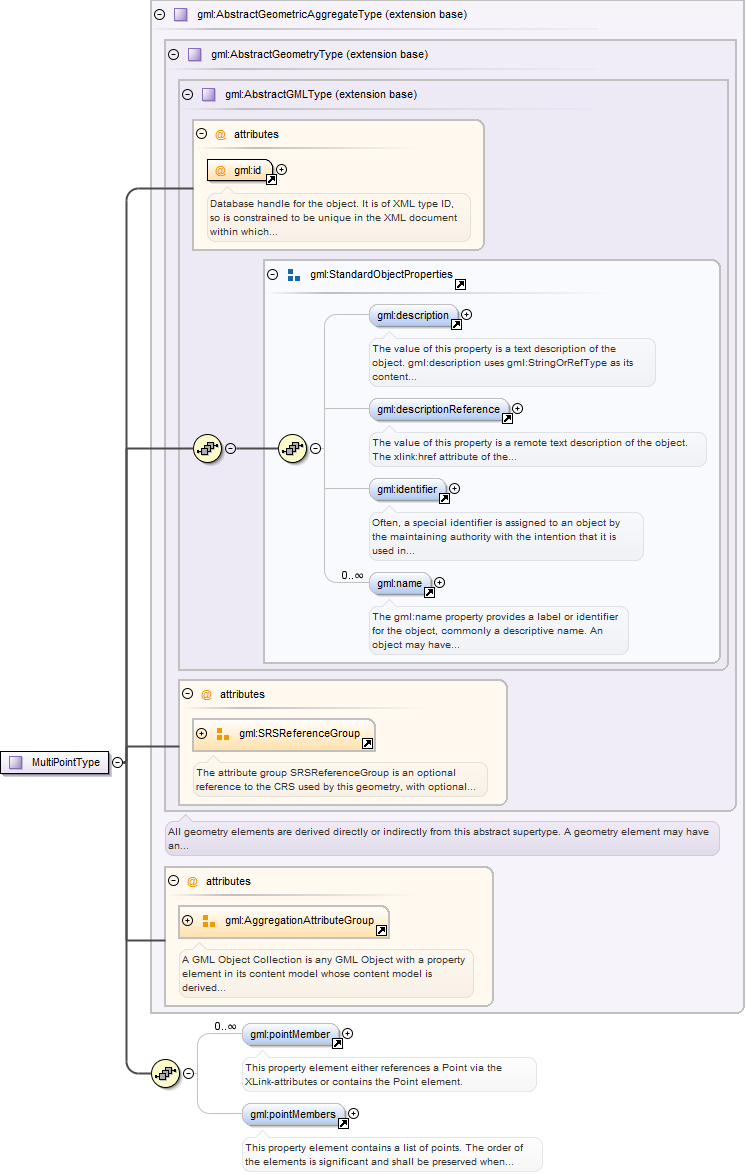 gml:AbstractGeometricAggregateType (extension base)
gml:AbstractGeometryType (extension base)
gml:AbstractGMLType (extension base)
@ attributes
@ gml:id
Database handle for the object. It is of XML type ID,
so is constrained to be unique in the XML document
within which...
gml:StandardObjectProperties
gml:description
The value of this property is a text description of the
object. gml:description uses gml:StringOrRefType as its
content...
gml:descriptionReference
The value of this property is a remote text description of the object.
The xlink:href attribute of the...
gml:identifier
Often, a special identifier is assigned to an object by
the maintaining authority with the intention that it is
used in...
0..∞
gml:name
The gml:name property provides a label or identifier
for the object, commonly a descriptive name. An
object may have...
@ attributes
gml:SRSReferenceGroup
The attribute group SRSReferenceGroup is an optional
reference to the CRS used by this geometry, with optional...
MultiPointType
All geometry elements are derived directly or indirectly from this abstract supertype. A geometry element may have
an...
@ attributes
gml:AggregationAttributeGroup
A GML Object Collection is any GML Object with a property
element in its content model whose content model is
derived...
0..∞
gml:pointMember
This property element either references a Point via the
XLink-attributes or contains the Point element.
gml:pointMembers
This property element contains a list of points. The order of
the elements is significant and shall be preserved when...